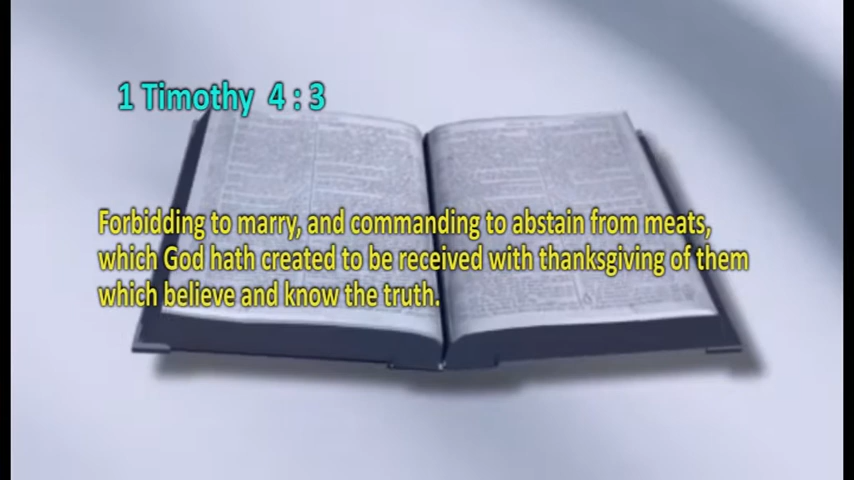 1 Timothy 4 : 3
Forbidding to marry, and commanding to abstain from meats,
which God hath created to be received with thanksgiving of them
which believe and know the truth.